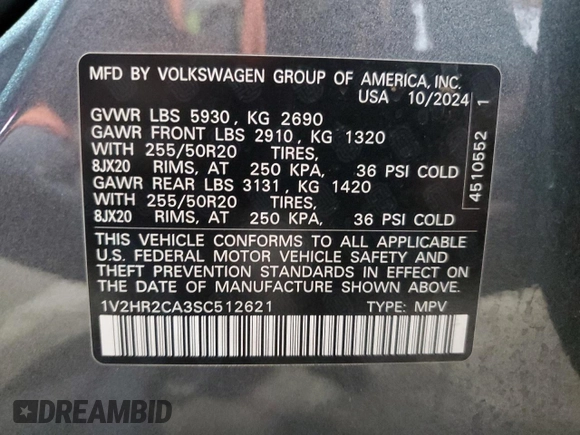 MFD BY VOLKSWAGEN GROUP OF AMERICA, INC.
USA 10/2024
GVWR LBS 5930, KG 2690
GAWR FRONT LBS 2910, KG 1320
WITH 255/50R20 TIRES,
8JX20 RIMS, AT 250 KPA, 36 PSI COLD
GAWR REAR LBS 3131, KG 1420
WITH 255/50R20 TIRES,
8JX20 RIMS, AT 250 KPA, 36 PSI COLD
THIS VEHICLE CONFORMS TO ALL APPLICABLE
U.S. FEDERAL MOTOR VEHICLE SAFETY, BUMPER, AND
THEFT PREVENTION STANDARDS IN EFFECT ON
THE DATE OF MANUFACTURE SHOWN ABOVE.
1V2HR2CA3SC512621 TYPE: MPV
4510552 1
DREAMBID